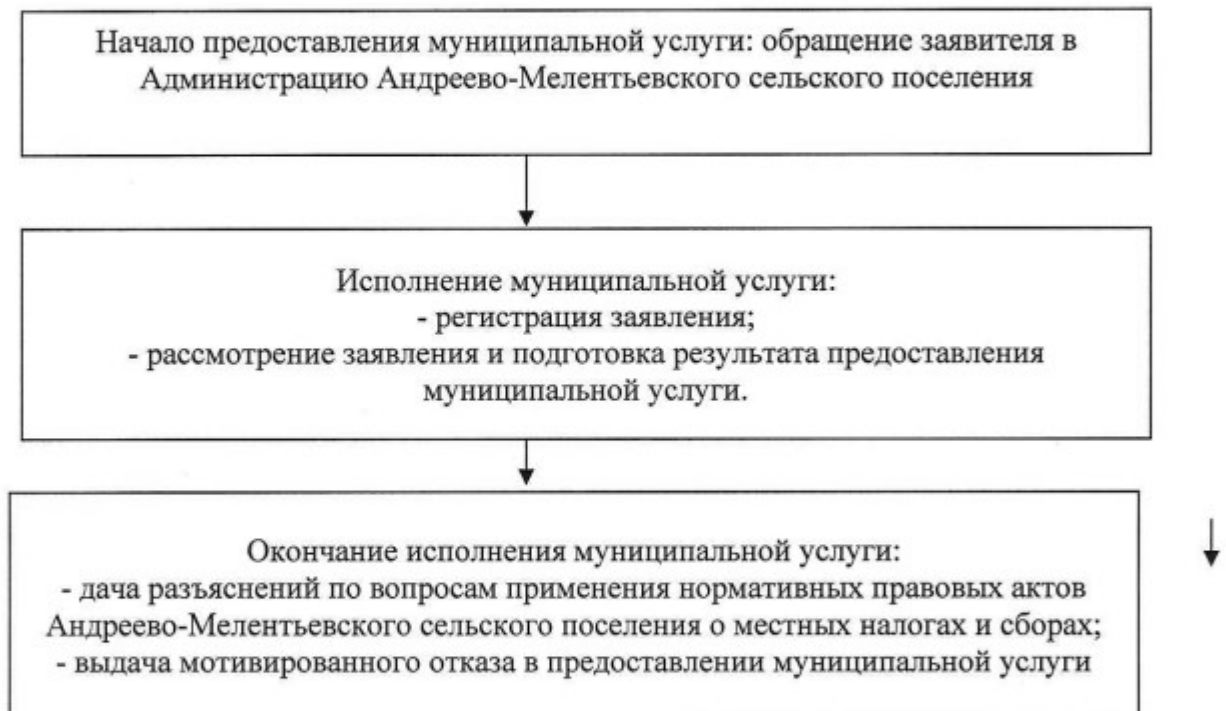 Начало предоставления муниципальной услуги: обращение заявителя в
Администрацию Андреево-Мелентьевского сельского поселения
Исполнение муниципальной услуги:
- регистрация заявления;
- рассмотрение заявления и подготовка результата предоставления
муниципальной услуги.
Окончание исполнения муниципальной услуги:
- дача разъяснений по вопросам применения нормативных правовых актов
Андреево-Мелентьевского сельского поселения о местных налогах и сборах;
- выдача мотивированного отказа в предоставлении муниципальной услуги